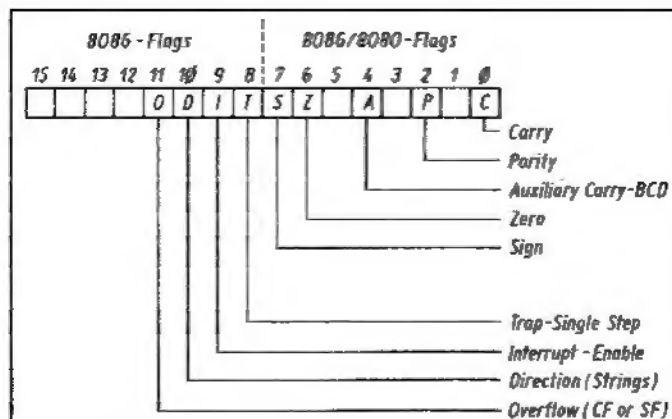 8086 - Flags 8086/8080-Flags
15 14 13 12 11 10 9 8 7 6 5 4 3 2 1 0
O D I T S Z A P C
Carry
Parity
Auxiliary Carry-BCD
Zero
Sign
Trap-Single Step
Interrupt - Enable
Direction (Strings)
Overflow (CF or SF)